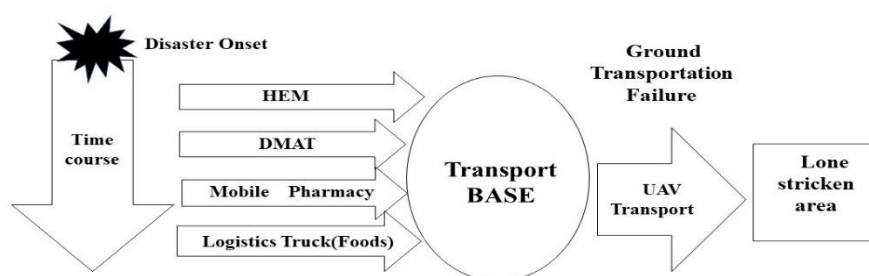 Disaster Onset
Time
course
HEM
DMAT
Mobile Pharmacy
Logistics Truck(Foods)
Transport
BASE
Ground
Transportation
Failure
UAV
Transport
Lone
stricken
area